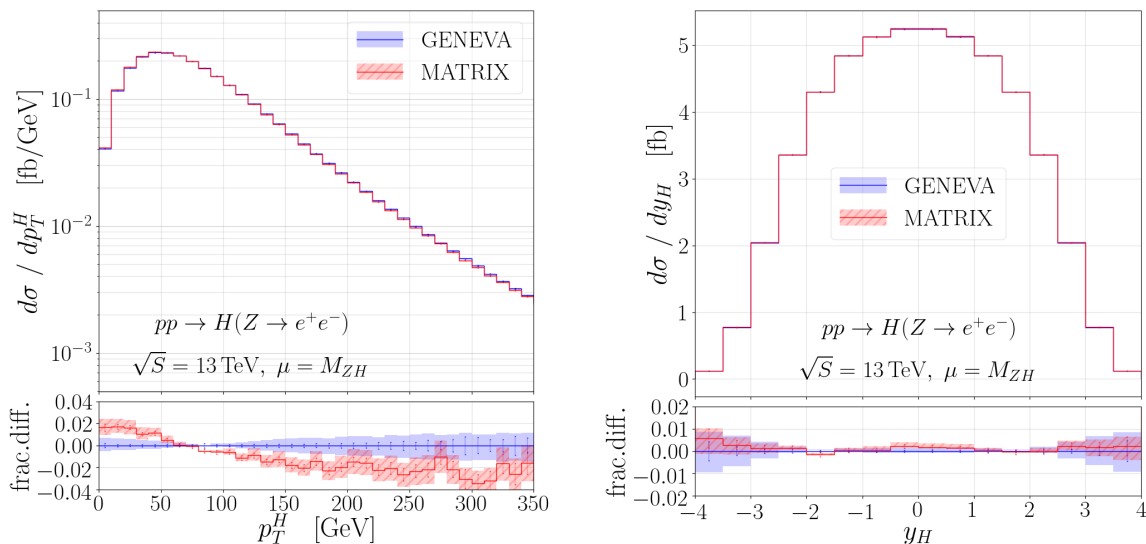 GENEVA
MATRIX
10⁻¹
10⁻²
10⁻³
dσ / dp_T^H [fb/GeV]
pp → H(Z → e⁺e⁻)
√S = 13 TeV, μ = M_ZH
0.04
0.02
0.00
−0.02
−0.04
frac.diff.
0 50 100 150 200 250 300 350
p_T^H [GeV]
5
4
3
2
1
0
dσ / dy_H [fb]
GENEVA
MATRIX
pp → H(Z → e⁺e⁻)
√S = 13 TeV, μ = M_ZH
0.02
0.01
0.00
−0.01
−0.02
frac.diff.
−4 −3 −2 −1 0 1 2 3 4
y_H